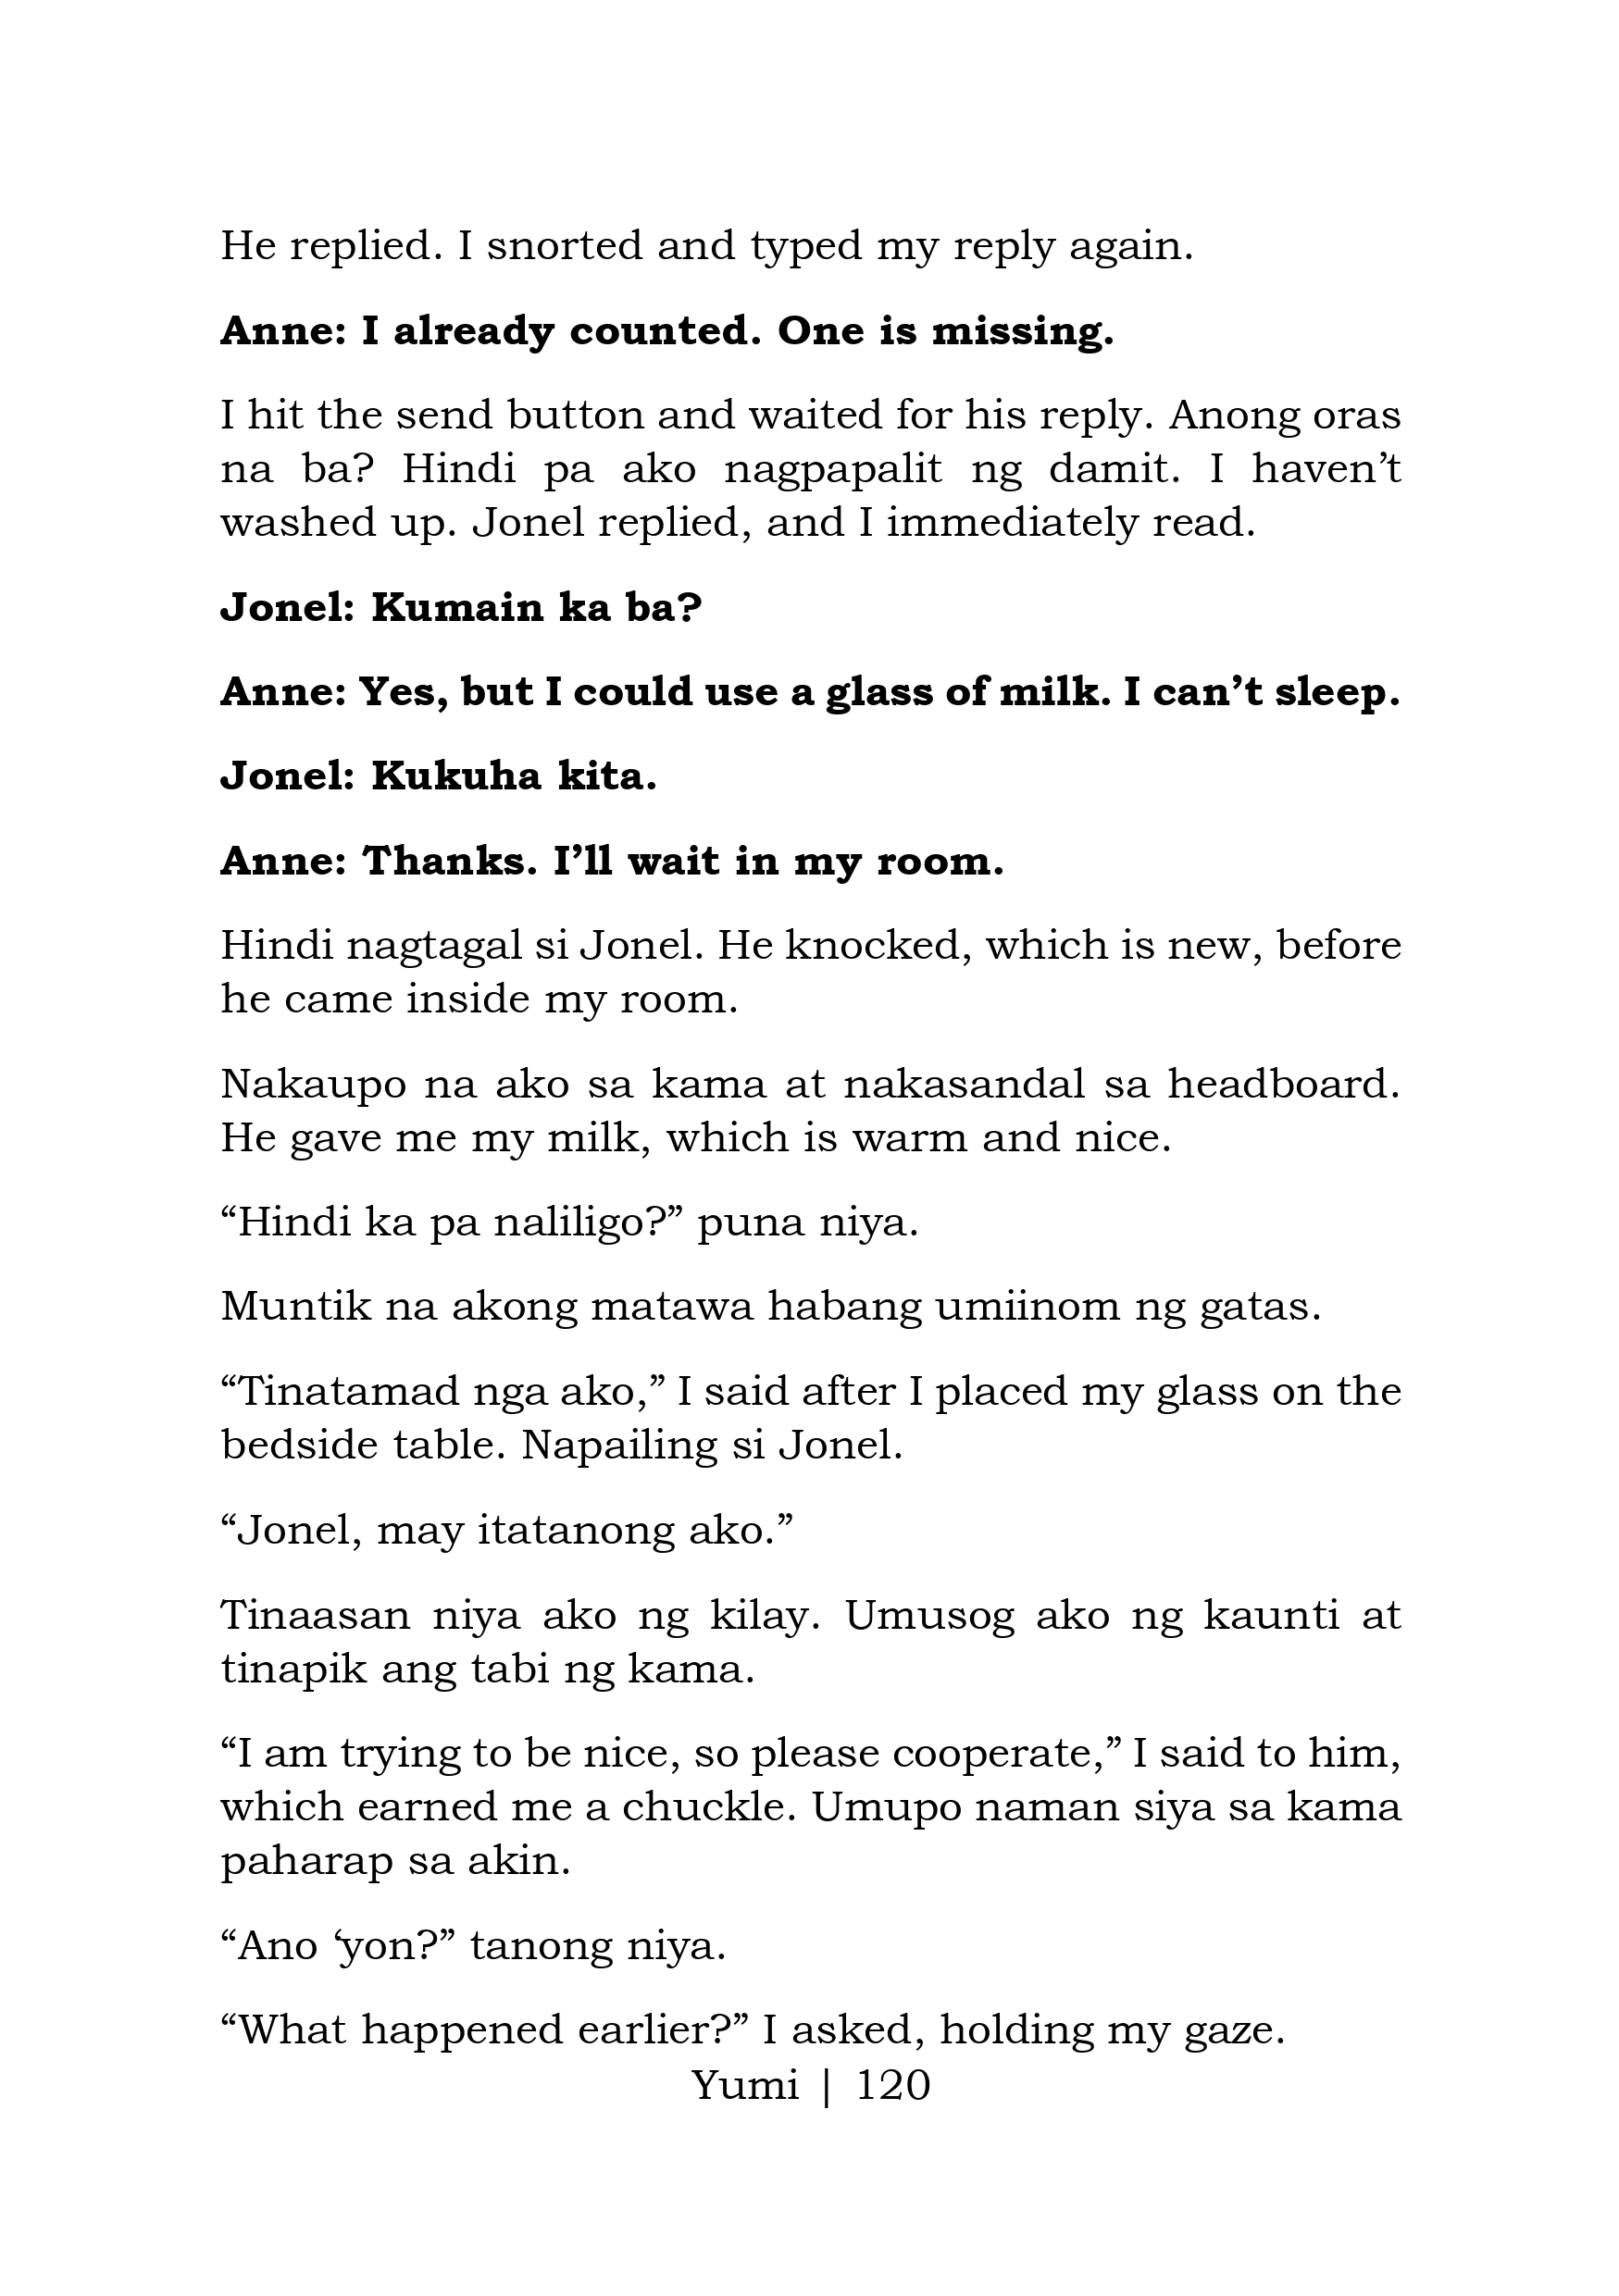 He replied. I snorted and typed my reply again.
Anne: I already counted. One is missing.
I hit the send button and waited for his reply. Anong oras
na ba? Hindi pa ako nagpapalit ng damit. I haven’t
washed up. Jonel replied, and I immediately read.
Jonel: Kumain ka ba?
Anne: Yes, but I could use a glass of milk. I can’t sleep.
Jonel: Kukuha kita.
Anne: Thanks. I’ll wait in my room.
Hindi nagtagal si Jonel. He knocked, which is new, before
he came inside my room.
Nakaupo na ako sa kama at nakasandal sa headboard.
He gave me my milk, which is warm and nice.
“Hindi ka pa naliligo?” puna niya.
Muntik na akong matawa habang umiinom ng gatas.
“Tinatamad nga ako,” I said after I placed my glass on the
bedside table. Napailing si Jonel.
“Jonel, may itatanong ako.”
Tinaasan niya ako ng kilay. Umusog ako ng kaunti at
tinapik ang tabi ng kama.
“I am trying to be nice, so please cooperate,” I said to him,
which earned me a chuckle. Umupo naman siya sa kama
paharap sa akin.
“Ano ‘yon?” tanong niya.
“What happened earlier?” I asked, holding my gaze.
Yumi | 120